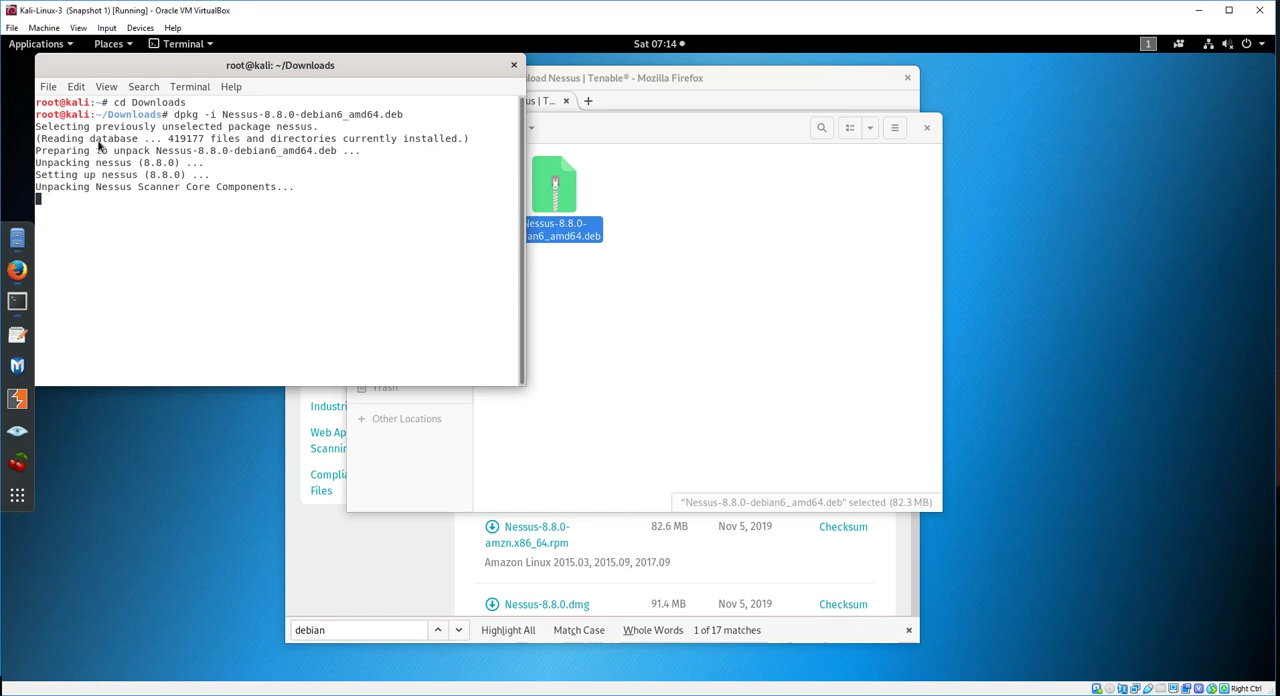 Kali-Linux-3 (Snapshot 1) [Running] - Oracle VM VirtualBox
File Machine View Input Devices Help
Applications Places Terminal Sat 07:14 1
root@kali: ~/Downloads
File Edit View Search Terminal Help
root@kali:~# cd Downloads
root@kali:~/Downloads# dpkg -i Nessus-8.8.0-debian6_amd64.deb
Selecting previously unselected package nessus.
(Reading database ... 419177 files and directories currently installed.)
Preparing to unpack Nessus-8.8.0-debian6_amd64.deb ...
Unpacking nessus (8.8.0) ...
Setting up nessus (8.8.0) ...
Unpacking Nessus Scanner Core Components...
load Nessus | Tenable® - Mozilla Firefox
us | T...
Nessus-8.8.0-
an6_amd64.deb
Trash
Other Locations
"Nessus-8.8.0-debian6_amd64.deb" selected (82.3 MB)
Industri
Web Ap
Scannin
Complia
Files
Nessus-8.8.0- 82.6 MB Nov 5, 2019 Checksum
amzn.x86_64.rpm
Amazon Linux 2015.03, 2015.09, 2017.09
Nessus-8.8.0.dmg 91.4 MB Nov 5, 2019 Checksum
debian Highlight All Match Case Whole Words 1 of 17 matches
Right Ctrl